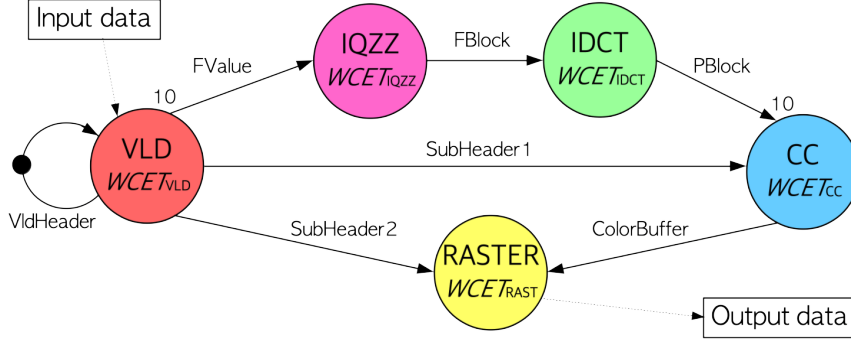 Input data
FValue
10
IQZZ
WCETIQZZ
FBlock
IDCT
WCETIDCT
PBlock
10
VLD
WCETVLD
VldHeader
SubHeader1
CC
WCETCC
SubHeader2
RASTER
WCETRAST
ColorBuffer
Output data